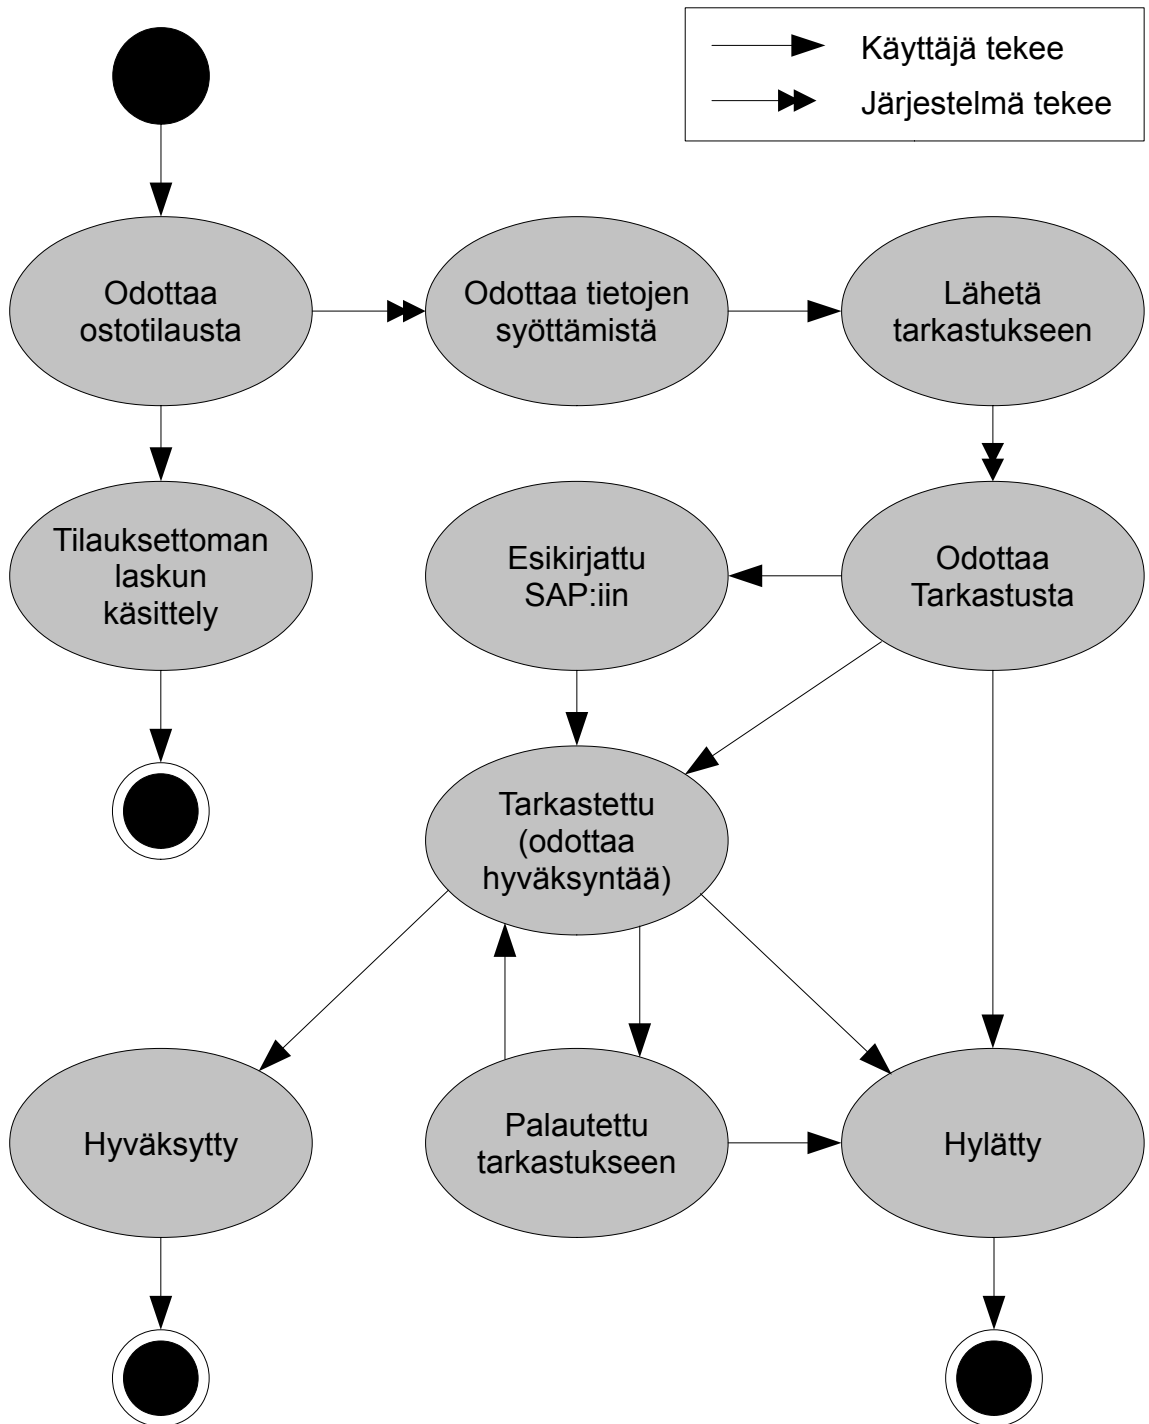 Käyttäjä tekee
Järjestelmä tekee
Odottaa
ostotilausta
Odottaa tietojen
syöttämistä
Lähetä
tarkastukseen
Tilauksettoman
laskun
käsittely
Esikirjattu
SAP:iin
Odottaa
Tarkastusta
Tarkastettu
(odottaa
hyväksyntää)
Hyväksytty
Palautettu
tarkastukseen
Hylätty